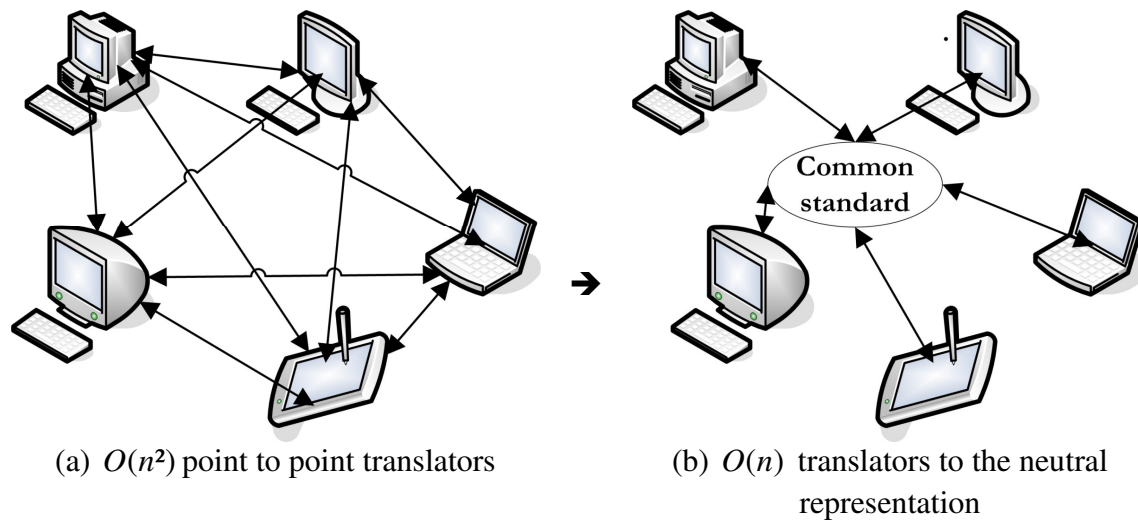 Common
standard
(a) O(n²) point to point translators
(b) O(n) translators to the neutral
representation